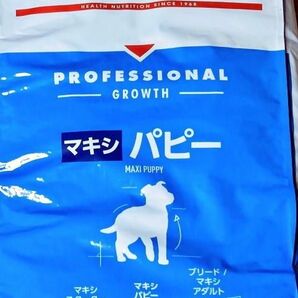 HEALTH NUTRITION SINCE 1968
PROFESSIONAL
GROWTH
マキシ パピー
MAXI PUPPY
マキシ マキシ ブリード/
パピー マキシ
アダルト